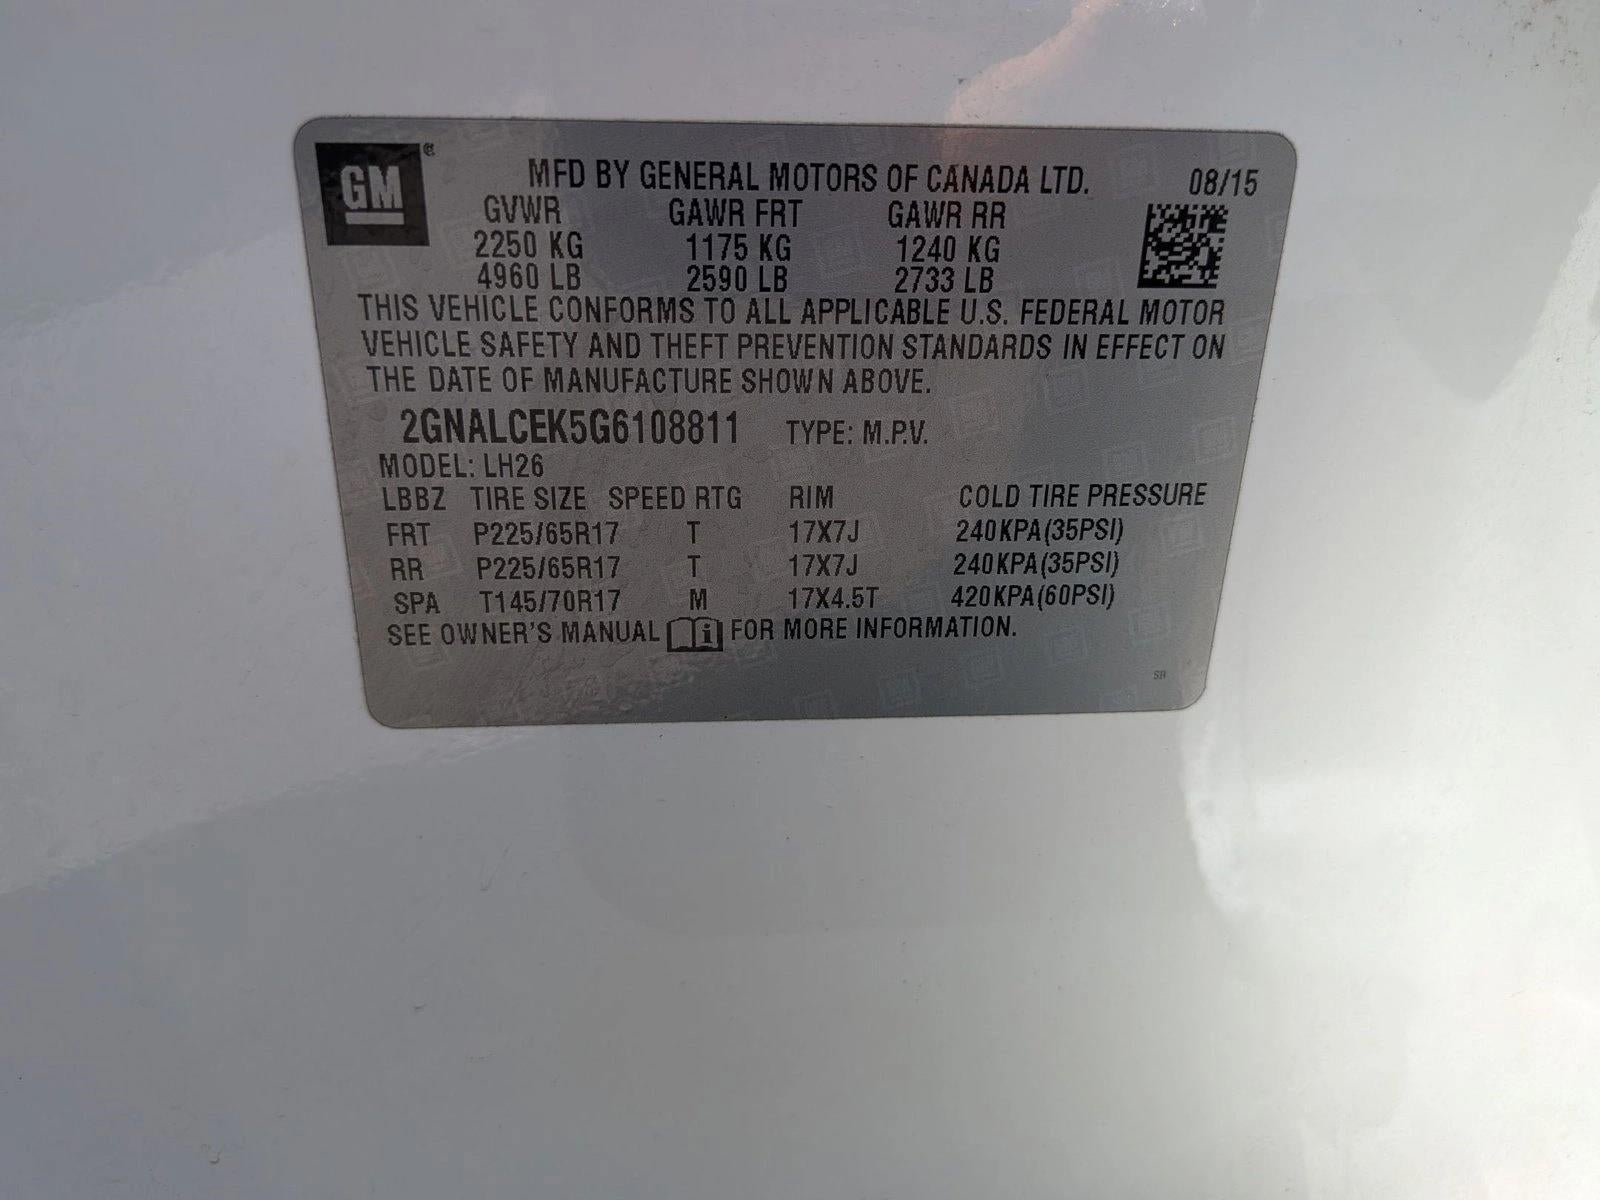 GM
MFD BY GENERAL MOTORS OF CANADA LTD. 08/15
GVWR GAWR FRT GAWR RR
2250 KG 1175 KG 1240 KG
4960 LB 2590 LB 2733 LB
THIS VEHICLE CONFORMS TO ALL APPLICABLE U.S. FEDERAL MOTOR
VEHICLE SAFETY AND THEFT PREVENTION STANDARDS IN EFFECT ON
THE DATE OF MANUFACTURE SHOWN ABOVE.
2GNALCEK5G6108811 TYPE: M.P.V.
MODEL: LH26
LBBZ TIRE SIZE SPEED RTG RIM COLD TIRE PRESSURE
FRT P225/65R17 T 17X7J 240KPA(35PSI)
RR P225/65R17 T 17X7J 240KPA(35PSI)
SPA T145/70R17 M 17X4.5T 420KPA(60PSI)
SEE OWNER'S MANUAL i FOR MORE INFORMATION.